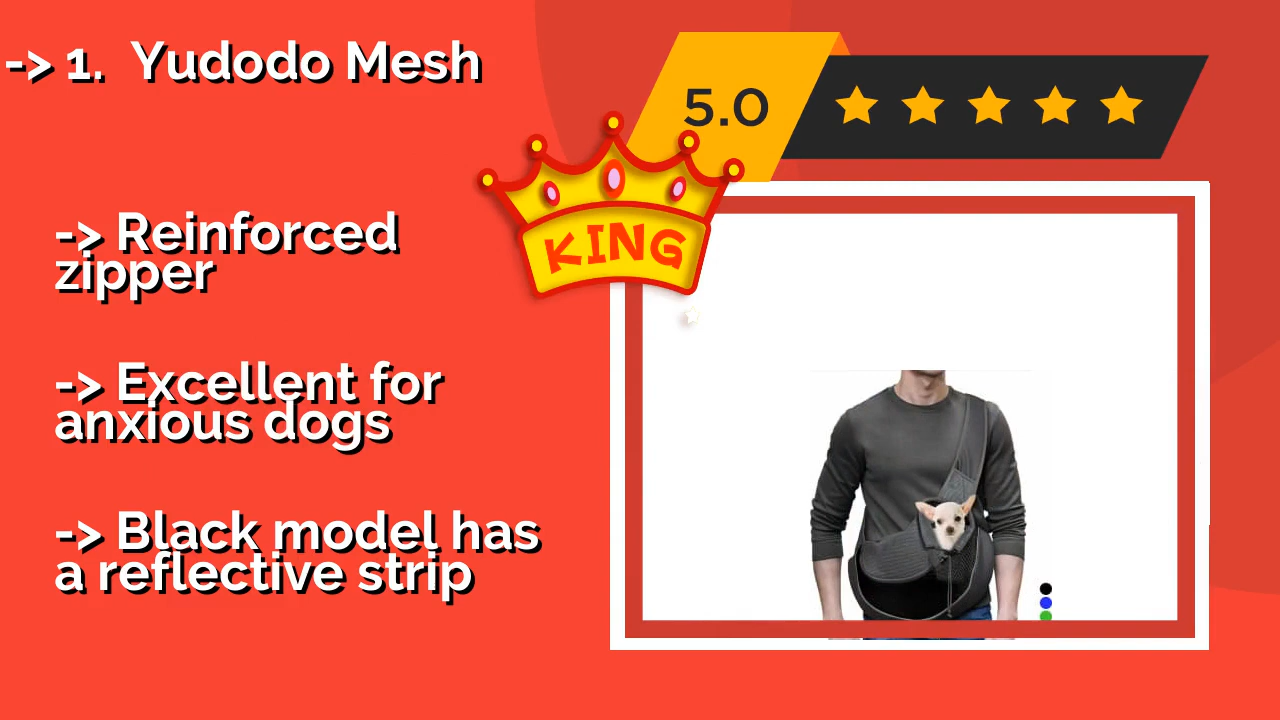 -> 1. Yudodo Mesh
5.0
KING
-> Reinforced
zipper
-> Excellent for
anxious dogs
-> Black model has
a reflective strip